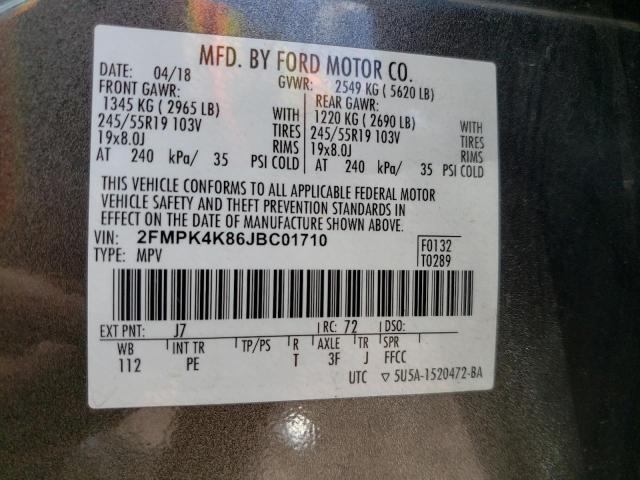 MFD. BY FORD MOTOR CO.
DATE: 04/18 GVWR: 2549 KG ( 5620 LB)
FRONT GAWR: REAR GAWR:
1345 KG ( 2965 LB) WITH 1220 KG ( 2690 LB) WITH
245/55R19 103V TIRES 245/55R19 103V TIRES
19x8.0J RIMS 19x8.0J RIMS
AT 240 kPa/ 35 PSI COLD AT 240 kPa/ 35 PSI COLD
THIS VEHICLE CONFORMS TO ALL APPLICABLE FEDERAL MOTOR
VEHICLE SAFETY AND THEFT PREVENTION STANDARDS IN
EFFECT ON THE DATE OF MANUFACTURE SHOWN ABOVE.
VIN: 2FMPK4K86JBC01710 F0132
TYPE: MPV T0289
EXT PNT: J7 RC: 72 DSO:
WB INT TR TP/PS R AXLE TR SPR
112 PE T 3F J FFCC
UTC ▽ 5U5A-1520472-BA